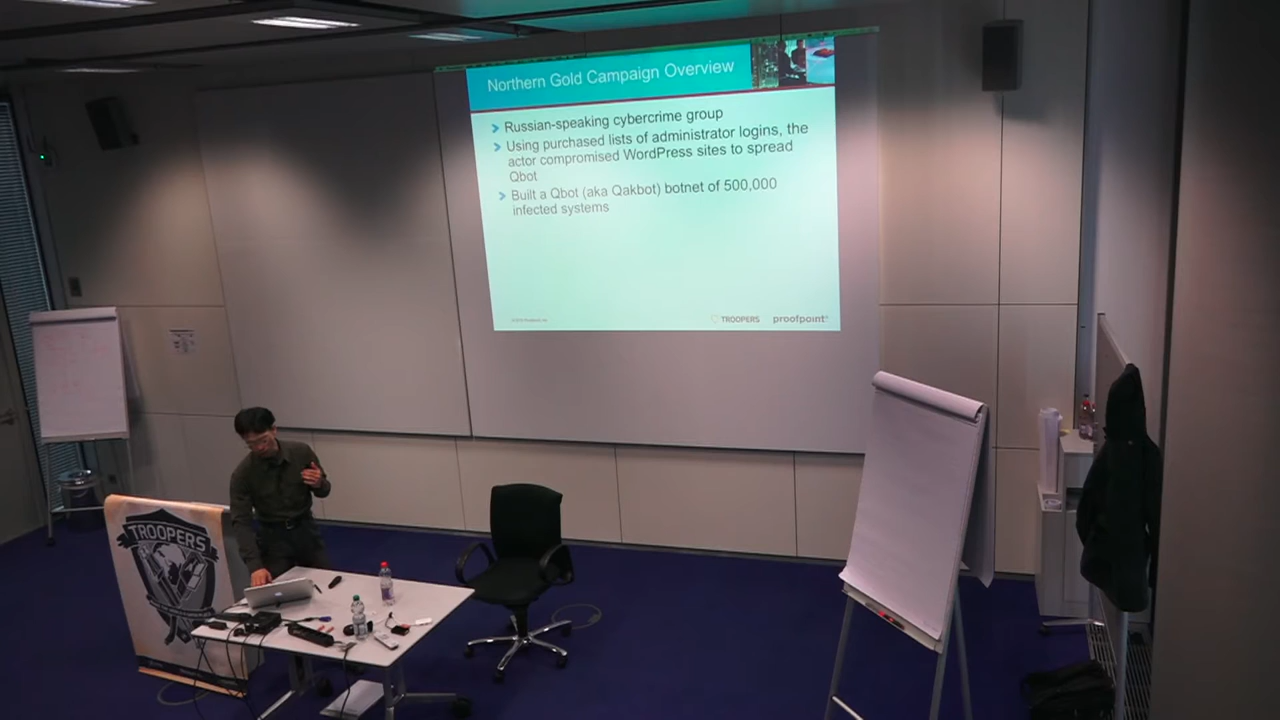 Northern Gold Campaign Overview
Russian-speaking cybercrime group
Using purchased lists of administrator logins, the
actor compromised WordPress sites to spread
Qbot
Built a Qbot (aka Qakbot) botnet of 500,000
infected systems
TROOPERS
proofpoint
TROOPERS